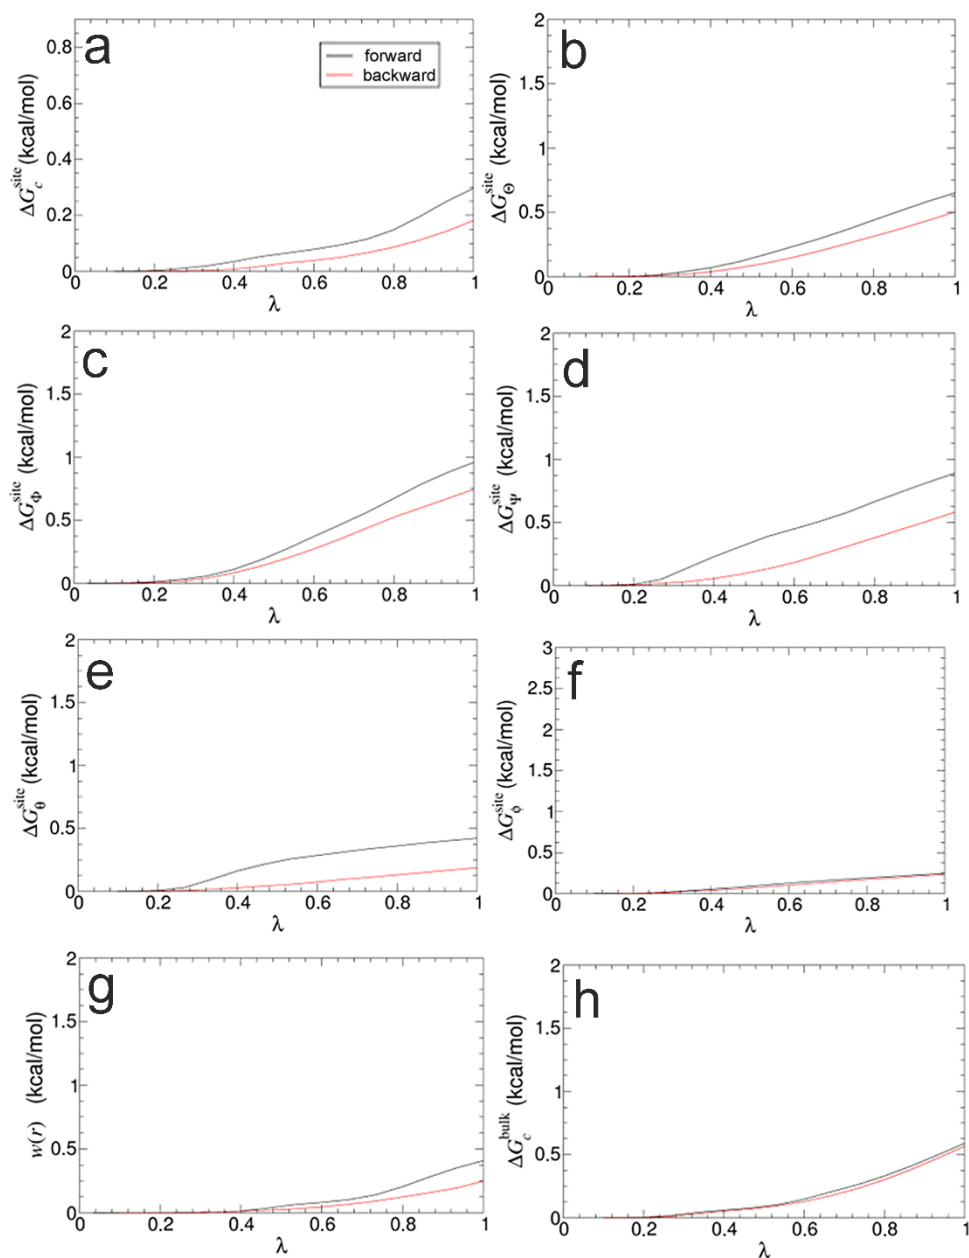 a
forward
backward
ΔG_c^site (kcal/mol)
0.8
0.6
0.4
0.2
0
0 0.2 0.4 0.6 0.8 1
λ
b
ΔG_Θ^site (kcal/mol)
2
1.5
1
0.5
0
0 0.2 0.4 0.6 0.8 1
λ
c
ΔG_Φ^site (kcal/mol)
2
1.5
1
0.5
0
0 0.2 0.4 0.6 0.8 1
λ
d
ΔG_Ψ^site (kcal/mol)
2
1.5
1
0.5
0
0 0.2 0.4 0.6 0.8 1
λ
e
ΔG_θ^site (kcal/mol)
2
1.5
1
0.5
0
0 0.2 0.4 0.6 0.8 1
λ
f
ΔG_ϕ^site (kcal/mol)
3
2.5
2
1.5
1
0.5
0
0 0.2 0.4 0.6 0.8 1
λ
g
w(r) (kcal/mol)
2
1.5
1
0.5
0
0 0.2 0.4 0.6 0.8 1
λ
h
ΔG_c^bulk (kcal/mol)
2
1.5
1
0.5
0
0 0.2 0.4 0.6 0.8 1
λ